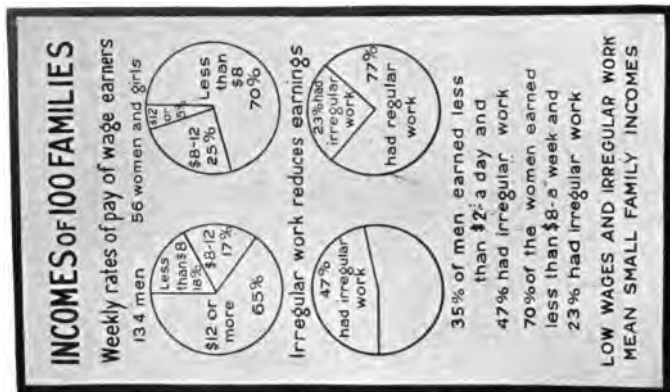 INCOMES OF 100 FAMILIES
Weekly rates of pay of wage earners
134 men
56 women and girls
Less
than $8
18%
$8-12
17%
$12 or
more
65%
$12
or
5%
$8-12
25%
Less
than
$8
70%
Irregular work reduces earnings
47%
had irregular
work
23% had
irregular
work
77%
had regular
work
35% of men earned less
than $2- a day and
47% had irregular work
70% of the women earned
less than $8- a week and
23% had irregular work
LOW WAGES AND IRREGULAR WORK
MEAN SMALL FAMILY INCOMES